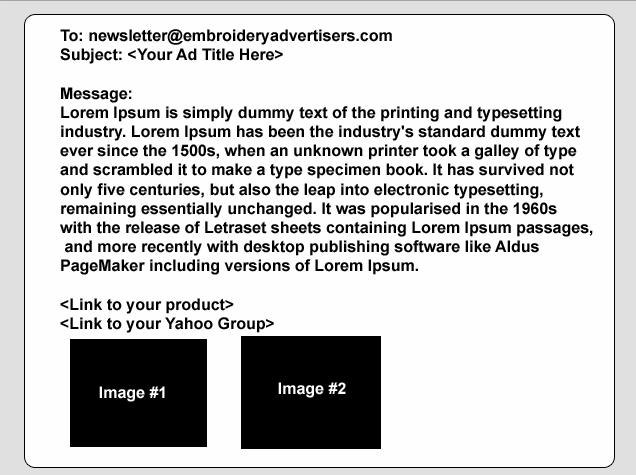 To: newsletter@embroideryadvertisers.com
Subject: <Your Ad Title Here>
Message:
Lorem Ipsum is simply dummy text of the printing and typesetting
industry. Lorem Ipsum has been the industry's standard dummy text
ever since the 1500s, when an unknown printer took a galley of type
and scrambled it to make a type specimen book. It has survived not
only five centuries, but also the leap into electronic typesetting,
remaining essentially unchanged. It was popularised in the 1960s
with the release of Letraset sheets containing Lorem Ipsum passages,
and more recently with desktop publishing software like Aldus
PageMaker including versions of Lorem Ipsum.
<Link to your product>
<Link to your Yahoo Group>
Image #1
Image #2